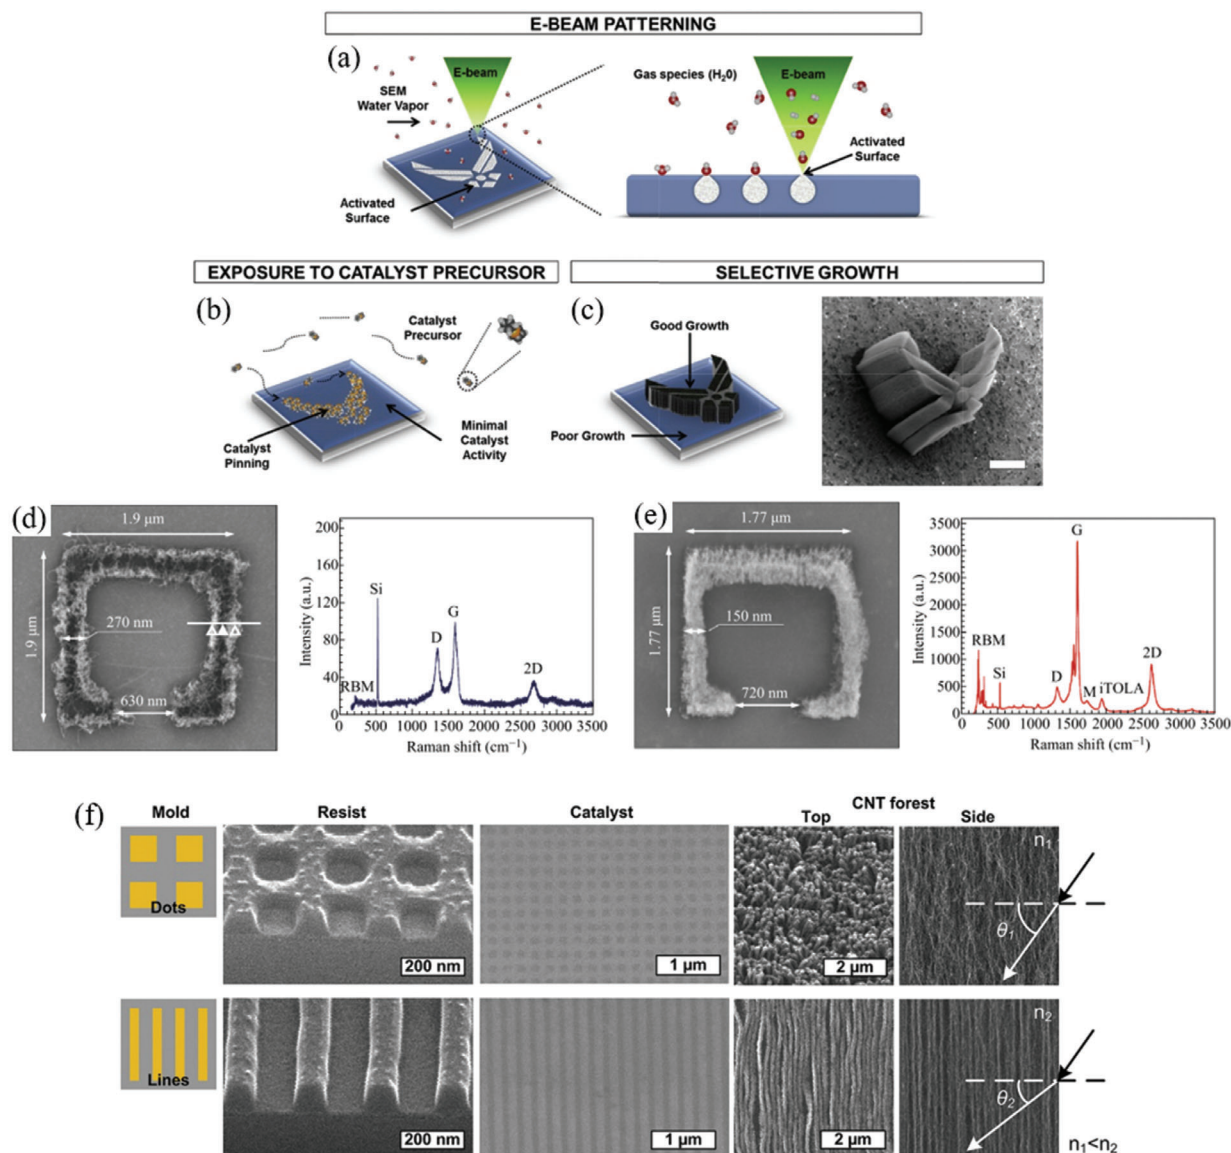 E-BEAM PATTERNING
(a)
E-beam
SEM
Water Vapor
Activated
Surface
Gas species (H₂0)
E-beam
Activated
Surface
EXPOSURE TO CATALYST PRECURSOR
SELECTIVE GROWTH
(b)
Catalyst
Precursor
Catalyst
Pinning
Minimal
Catalyst
Activity
(c)
Good Growth
Poor Growth
(d)
1.9 μm
1.9 μm
270 nm
630 nm
Intensity (a.u.)
210
160
120
80
40
0
RBM
Si
D
G
2D
0 500 1000 1500 2000 2500 3000 3500
Raman shift (cm⁻¹)
(e)
1.77 μm
1.77 μm
150 nm
720 nm
Intensity (a.u.)
3500
3000
2500
2000
1500
1000
500
0
RBM
Si
D
G
M
iTOLA
2D
0 500 1000 1500 2000 2500 3000 3500
Raman shift (cm⁻¹)
(f)
Mold
Resist
Catalyst
CNT forest
Top
Side
Dots
200 nm
1 μm
2 μm
n₁
θ₁
Lines
200 nm
1 μm
2 μm
n₂
θ₂
n₁<n₂